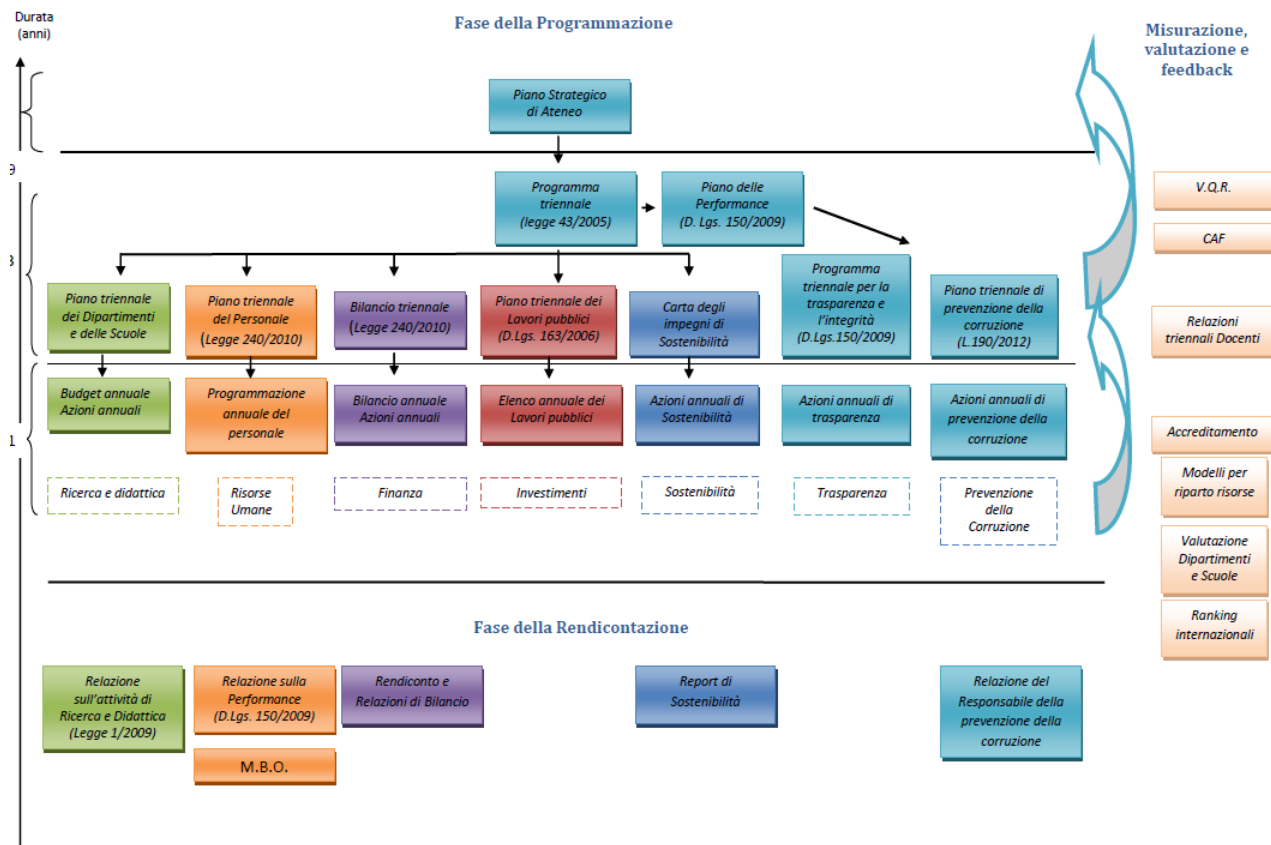 Durata
(anni)
Fase della Programmazione
Misurazione,
valutazione e
feedback
Piano Strategico
di Ateneo
9
Programma
triennale
(legge 43/2005)
Piano delle
Performance
(D. Lgs. 150/2009)
V.Q.R.
CAF
3
Piano triennale
dei Dipartimenti
e delle Scuole
Piano triennale
del Personale
(Legge 240/2010)
Bilancio triennale
(Legge 240/2010)
Piano triennale dei
Lavori pubblici
(D.Lgs. 163/2006)
Carta degli
impegni di
Sostenibilità
Programma
triennale per la
trasparenza e
l'integrità
(D.Lgs.150/2009)
Piano triennale di
prevenzione della
corruzione
(L.190/2012)
Relazioni
triennali Docenti
1
Budget annuale
Azioni annuali
Programmazione
annuale del
personale
Bilancio annuale
Azioni annuali
Elenco annuale dei
Lavori pubblici
Azioni annuali di
Sostenibilità
Azioni annuali di
trasparenza
Azioni annuali di
prevenzione della
corruzione
Accreditamento
Modelli per
riparto risorse
Ricerca e didattica
Risorse
Umane
Finanza
Investimenti
Sostenibilità
Trasparenza
Prevenzione
della
Corruzione
Valutazione
Dipartimenti
e Scuole
Ranking
internazionali
Fase della Rendicontazione
Relazione
sull'attività di
Ricerca e Didattica
(Legge 1/2009)
Relazione sulla
Performance
(D.Lgs. 150/2009)
M.B.O.
Rendiconto e
Relazioni di Bilancio
Report di
Sostenibilità
Relazione del
Responsabile della
prevenzione della
corruzione